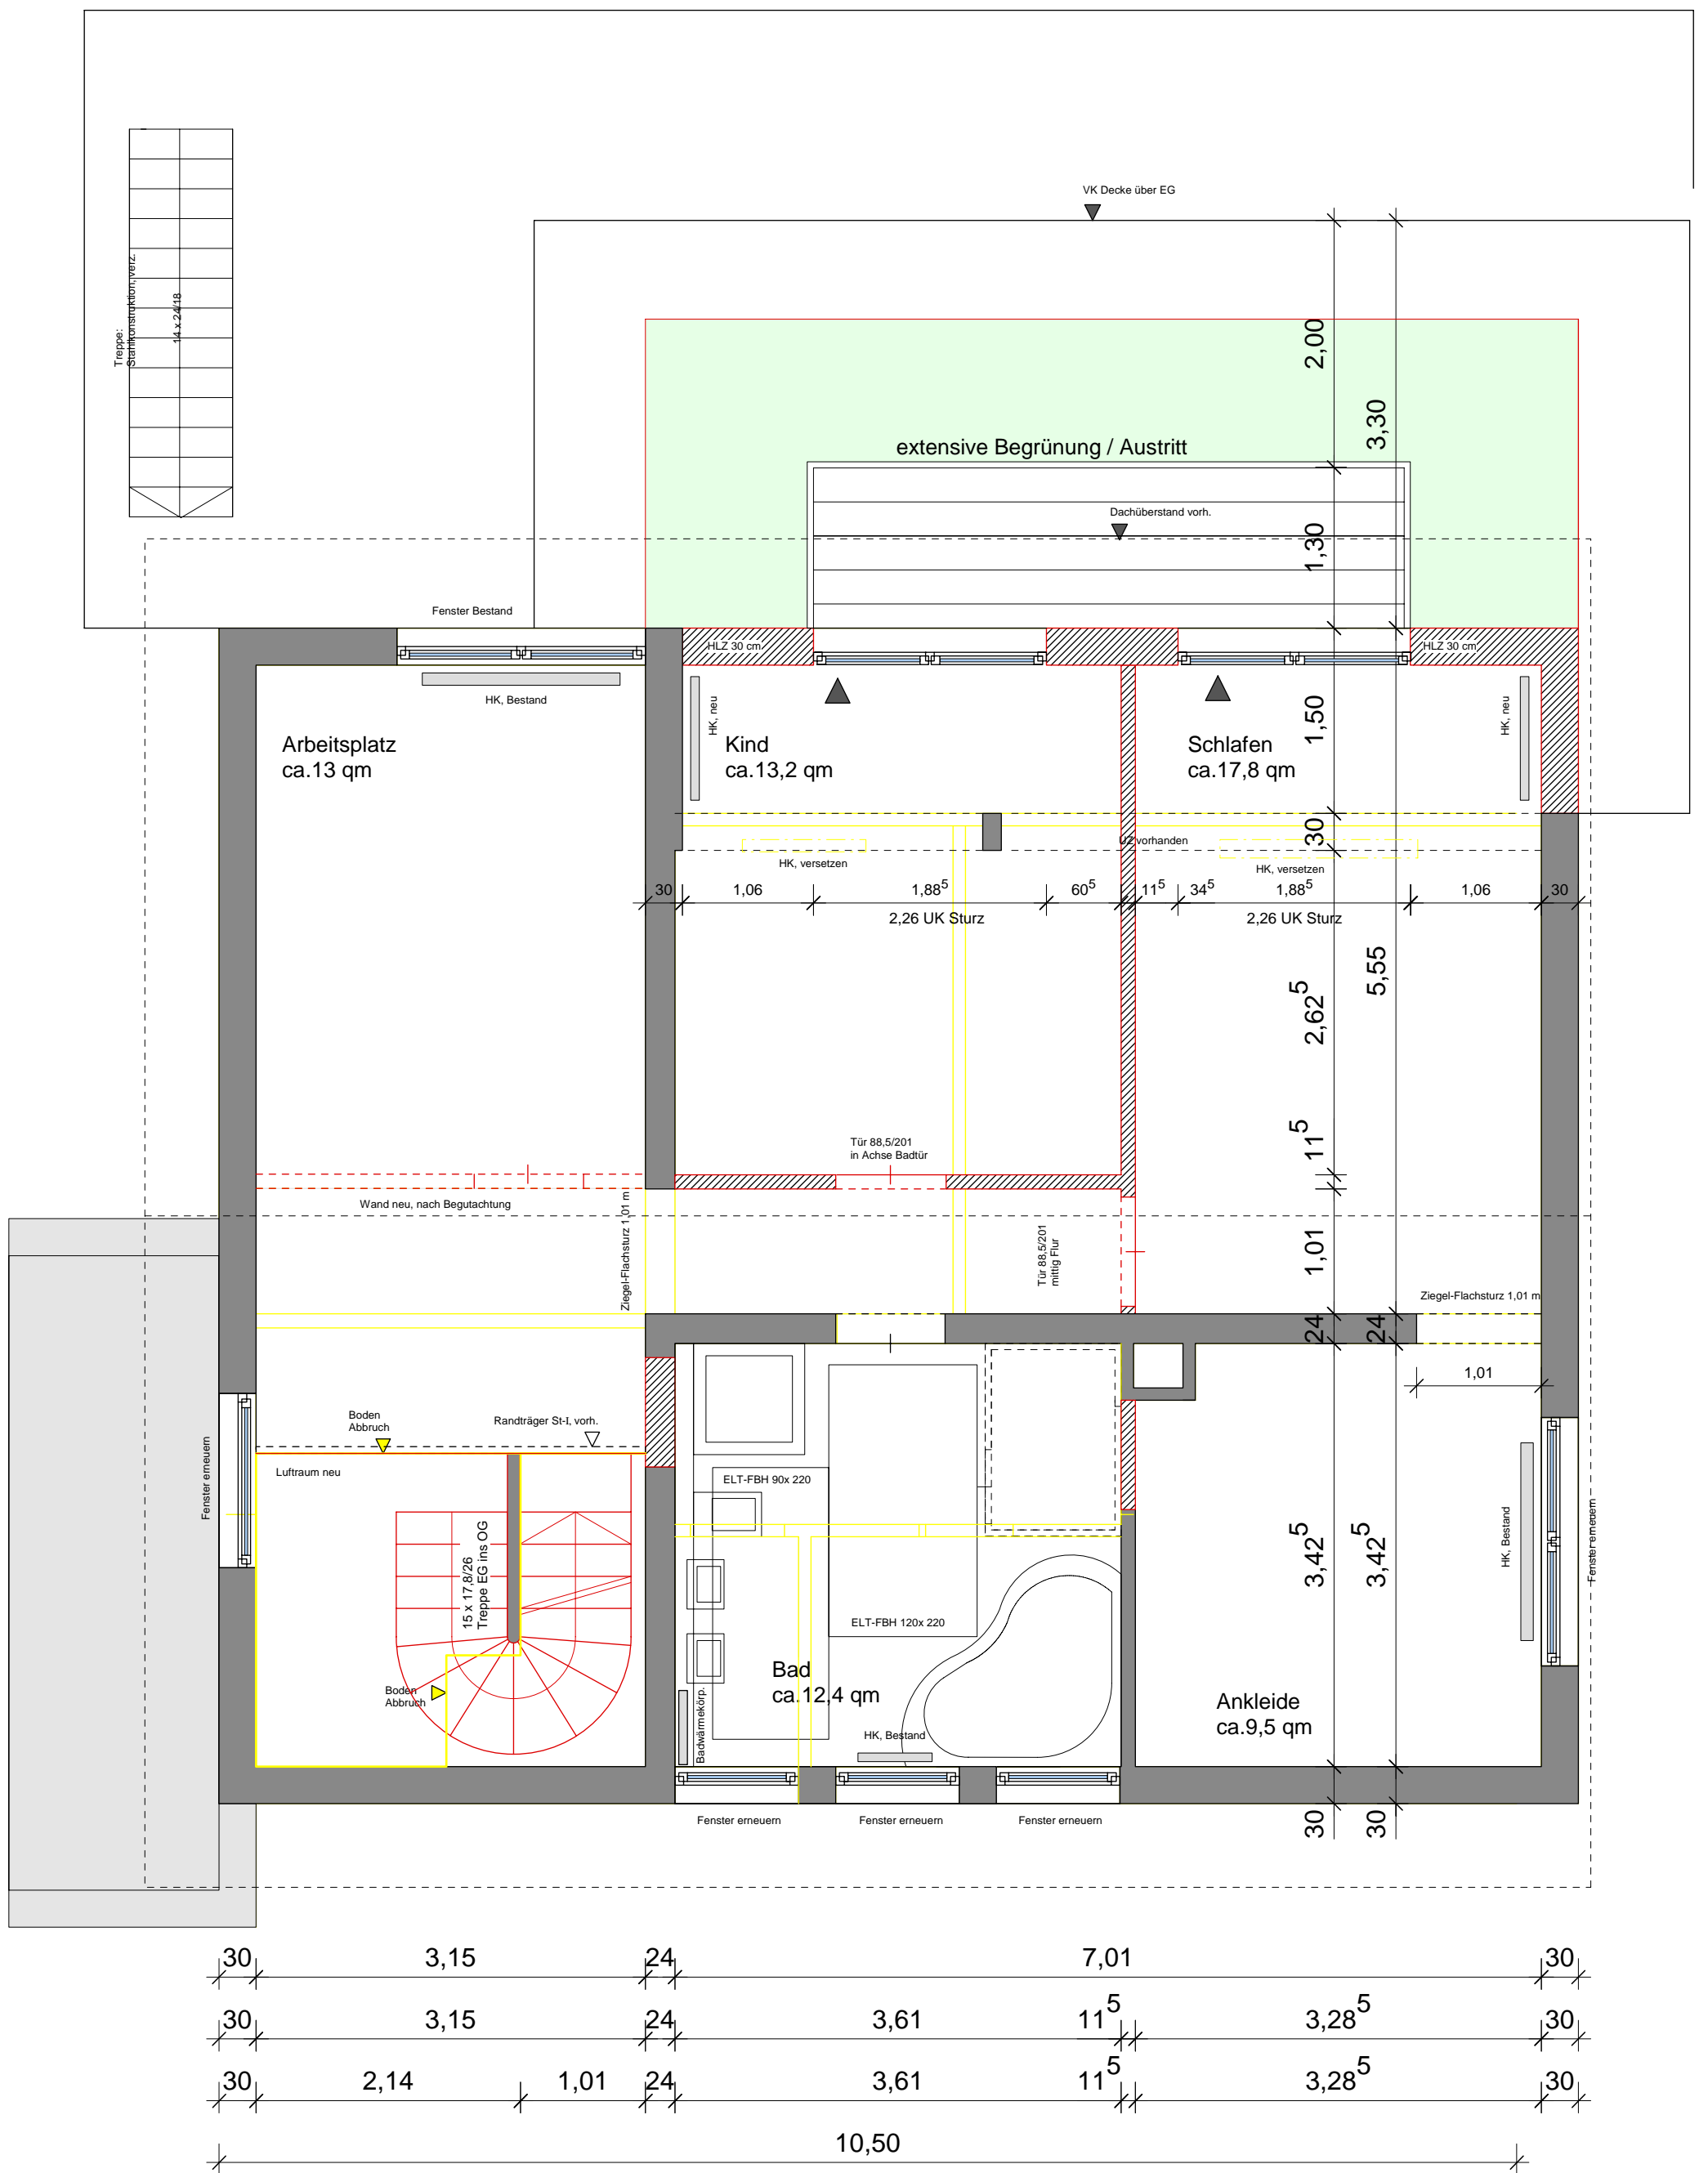 VK Decke über EG
Treppe:
Stahlkonstruktion, verz.
14 x 24/18
2,00
3,30
extensive Begrünung / Austritt
Dachüberstand vorh.
1,30
Fenster Bestand
HLZ 30 cm
HLZ 30 cm
HK, Bestand
HK, neu
HK, neu
Arbeitsplatz
ca.13 qm
Kind
ca.13,2 qm
Schlafen
ca.17,8 qm
1,50
30
UZ vorhanden
HK, versetzen
HK, versetzen
30 1,06 1,88⁵ 60⁵ 11⁵ 34⁵ 1,88⁵ 1,06 30
2,26 UK Sturz
2,26 UK Sturz
5,55
2,62⁵
11⁵
Tür 88,5/201
in Achse Badtür
Wand neu, nach Begutachtung
Ziegel-Flachsturz 1,01 m
Tür 88,5/201
mittig Flur
1,01
Ziegel-Flachsturz 1,01 m
24
24
1,01
Boden
Abbruch
Randträger St-I, vorh.
Fenster erneuern
Luftraum neu
ELT-FBH 90x 220
15 x 17,8/26
Treppe EG ins OG
3,42⁵
3,42⁵
HK, Bestand
Fenster erneuern
ELT-FBH 120x 220
Boden
Abbruch
Bad
ca.12,4 qm
Badwärmekörp.
HK, Bestand
Ankleide
ca.9,5 qm
Fenster erneuern
Fenster erneuern
Fenster erneuern
30
30
30 3,15 24 7,01 30
30 3,15 24 3,61 11⁵ 3,28⁵ 30
30 2,14 1,01 24 3,61 11⁵ 3,28⁵ 30
10,50